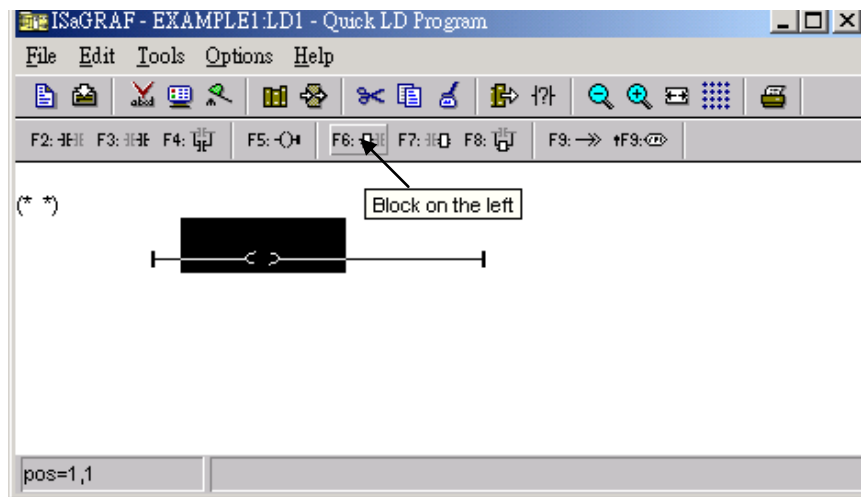 ISaGRAF - EXAMPLE1:LD1 - Quick LD Program
File Edit Tools Options Help
F2: F3: F4: F5: F6: F7: F8: F9: ↑F9:
(* *)
Block on the left
pos=1,1